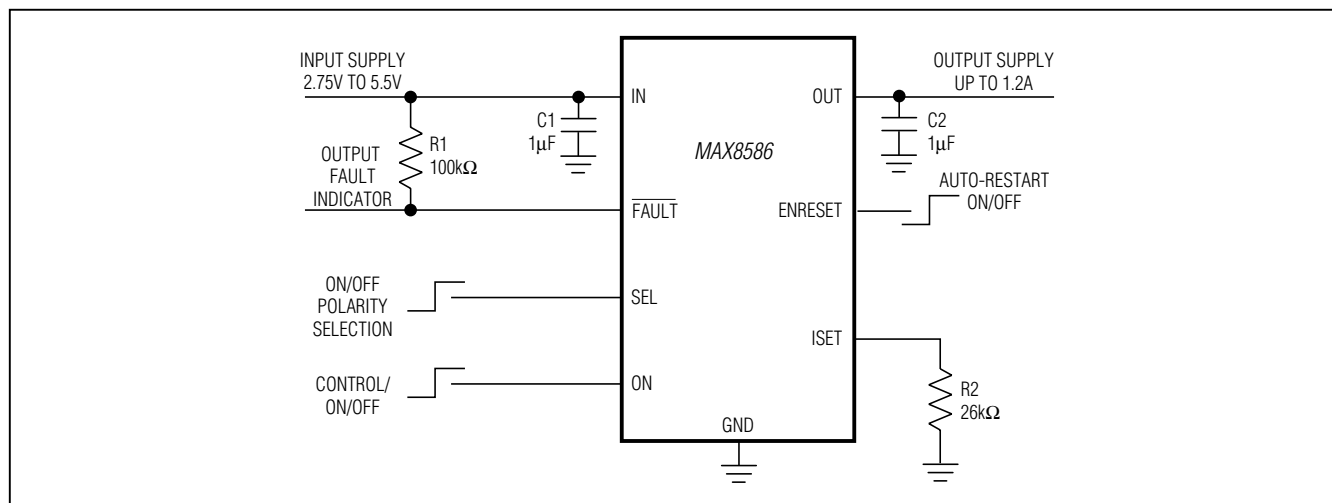 INPUT SUPPLY
2.75V TO 5.5V
R1
100kΩ
OUTPUT
FAULT
INDICATOR
C1
1µF
ON/OFF
POLARITY
SELECTION
CONTROL/
ON/OFF
IN
FAULT
SEL
ON
MAX8586
GND
OUT
ENRESET
ISET
OUTPUT SUPPLY
UP TO 1.2A
C2
1µF
AUTO-RESTART
ON/OFF
R2
26kΩ